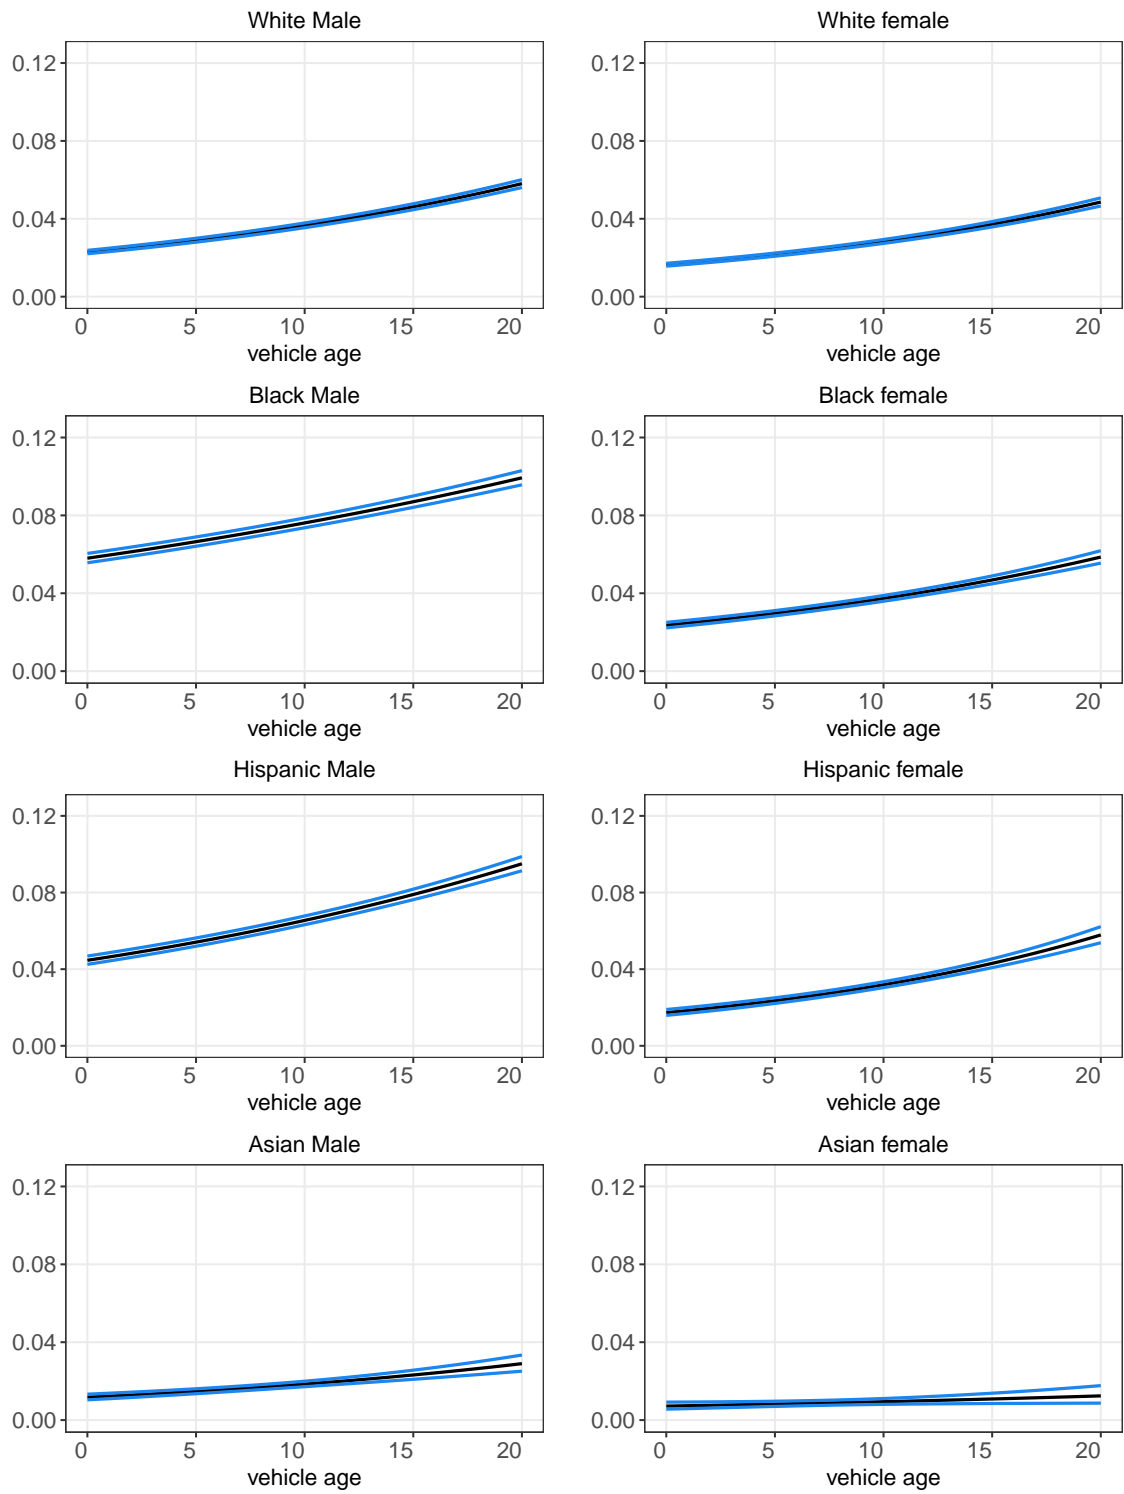 White Male
White female
0.12
0.08
0.04
0.00
0 5 10 15 20
vehicle age
0.12
0.08
0.04
0.00
0 5 10 15 20
vehicle age
Black Male
Black female
0.12
0.08
0.04
0.00
0 5 10 15 20
vehicle age
0.12
0.08
0.04
0.00
0 5 10 15 20
vehicle age
Hispanic Male
Hispanic female
0.12
0.08
0.04
0.00
0 5 10 15 20
vehicle age
0.12
0.08
0.04
0.00
0 5 10 15 20
vehicle age
Asian Male
Asian female
0.12
0.08
0.04
0.00
0 5 10 15 20
vehicle age
0.12
0.08
0.04
0.00
0 5 10 15 20
vehicle age